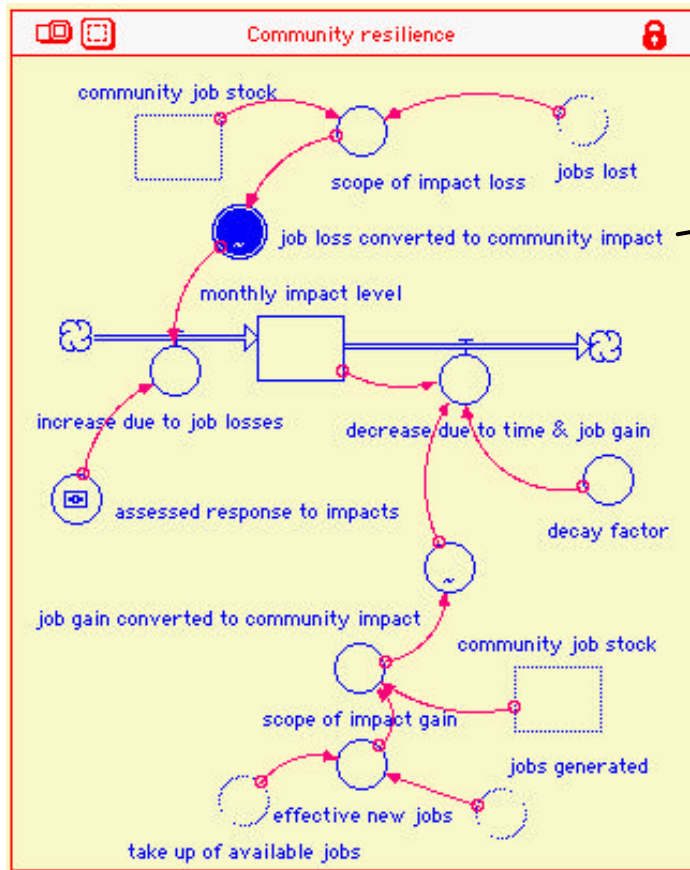 Community resilience
community job stock
jobs lost
scope of impact loss
job loss converted to community impact
monthly impact level
increase due to job losses
decrease due to time & job gain
assessed response to impacts
decay factor
job gain converted to community impact
community job stock
scope of impact gain
jobs generated
effective new jobs
take up of available jobs